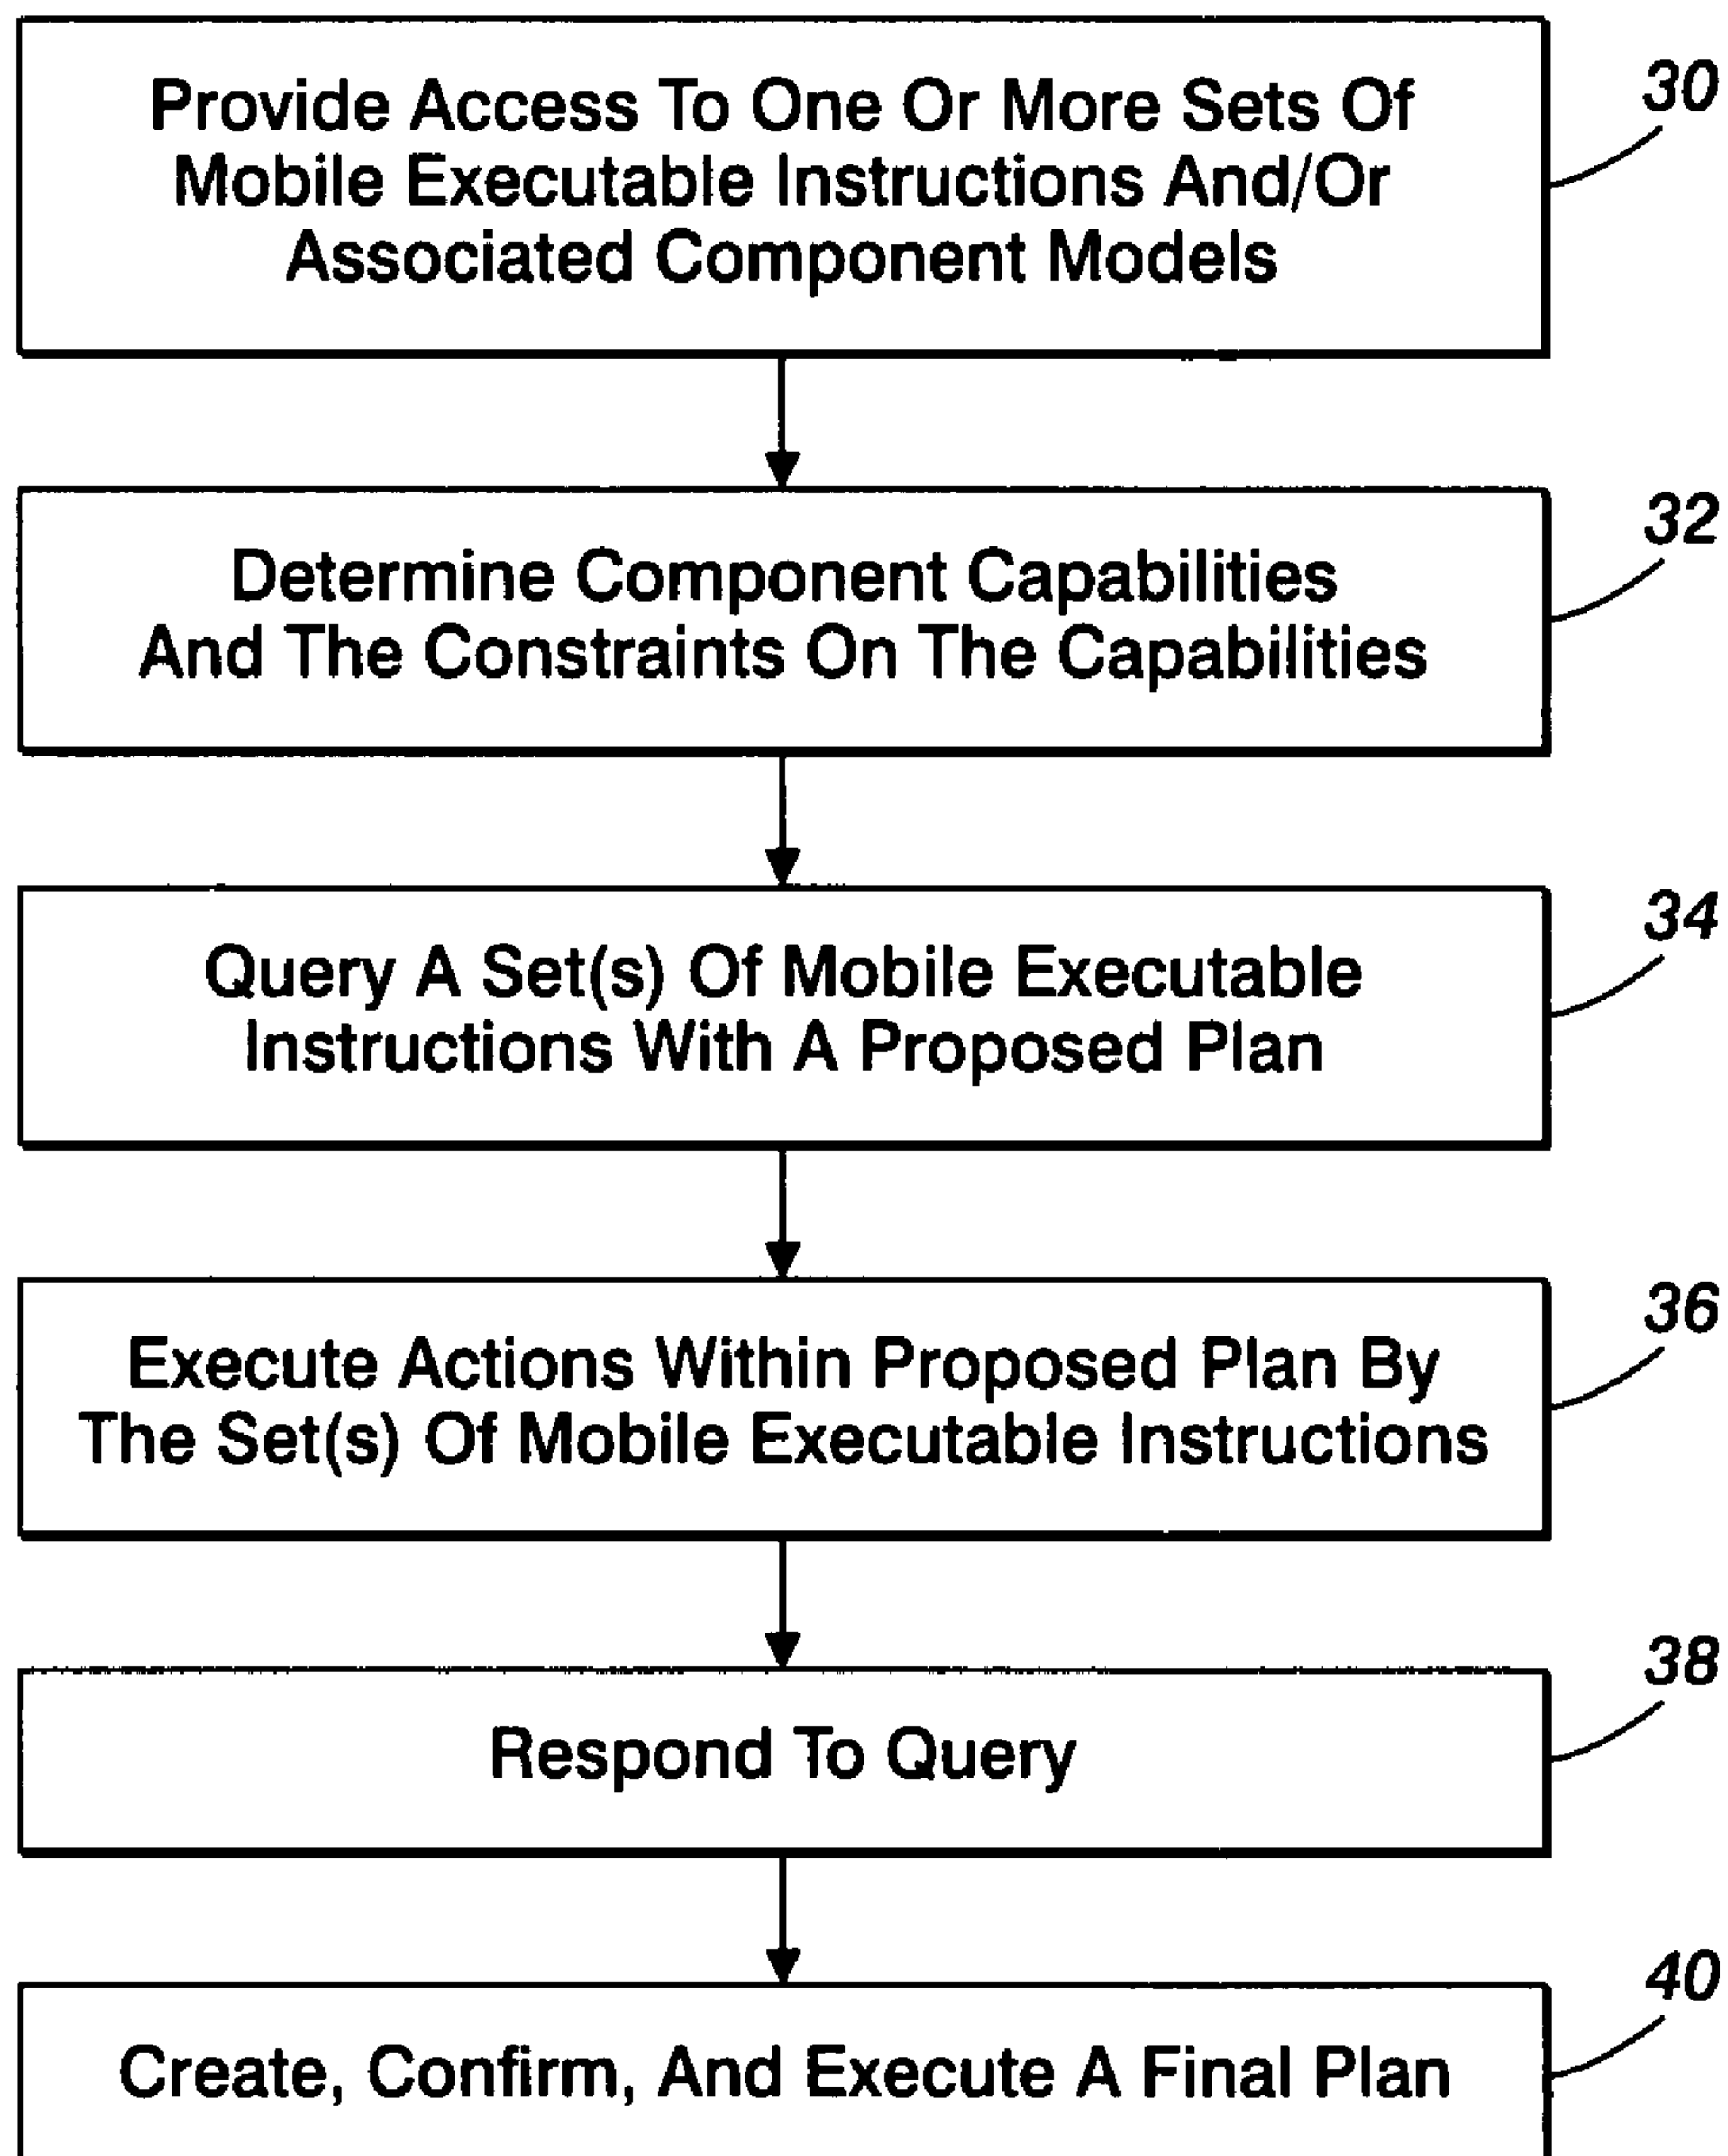 Provide Access To One Or More Sets Of
Mobile Executable Instructions And/Or
Associated Component Models
30
Determine Component Capabilities
And The Constraints On The Capabilities
32
Query A Set(s) Of Mobile Executable
Instructions With A Proposed Plan
34
Execute Actions Within Proposed Plan By
The Set(s) Of Mobile Executable Instructions
36
Respond To Query
38
Create, Confirm, And Execute A Final Plan
40